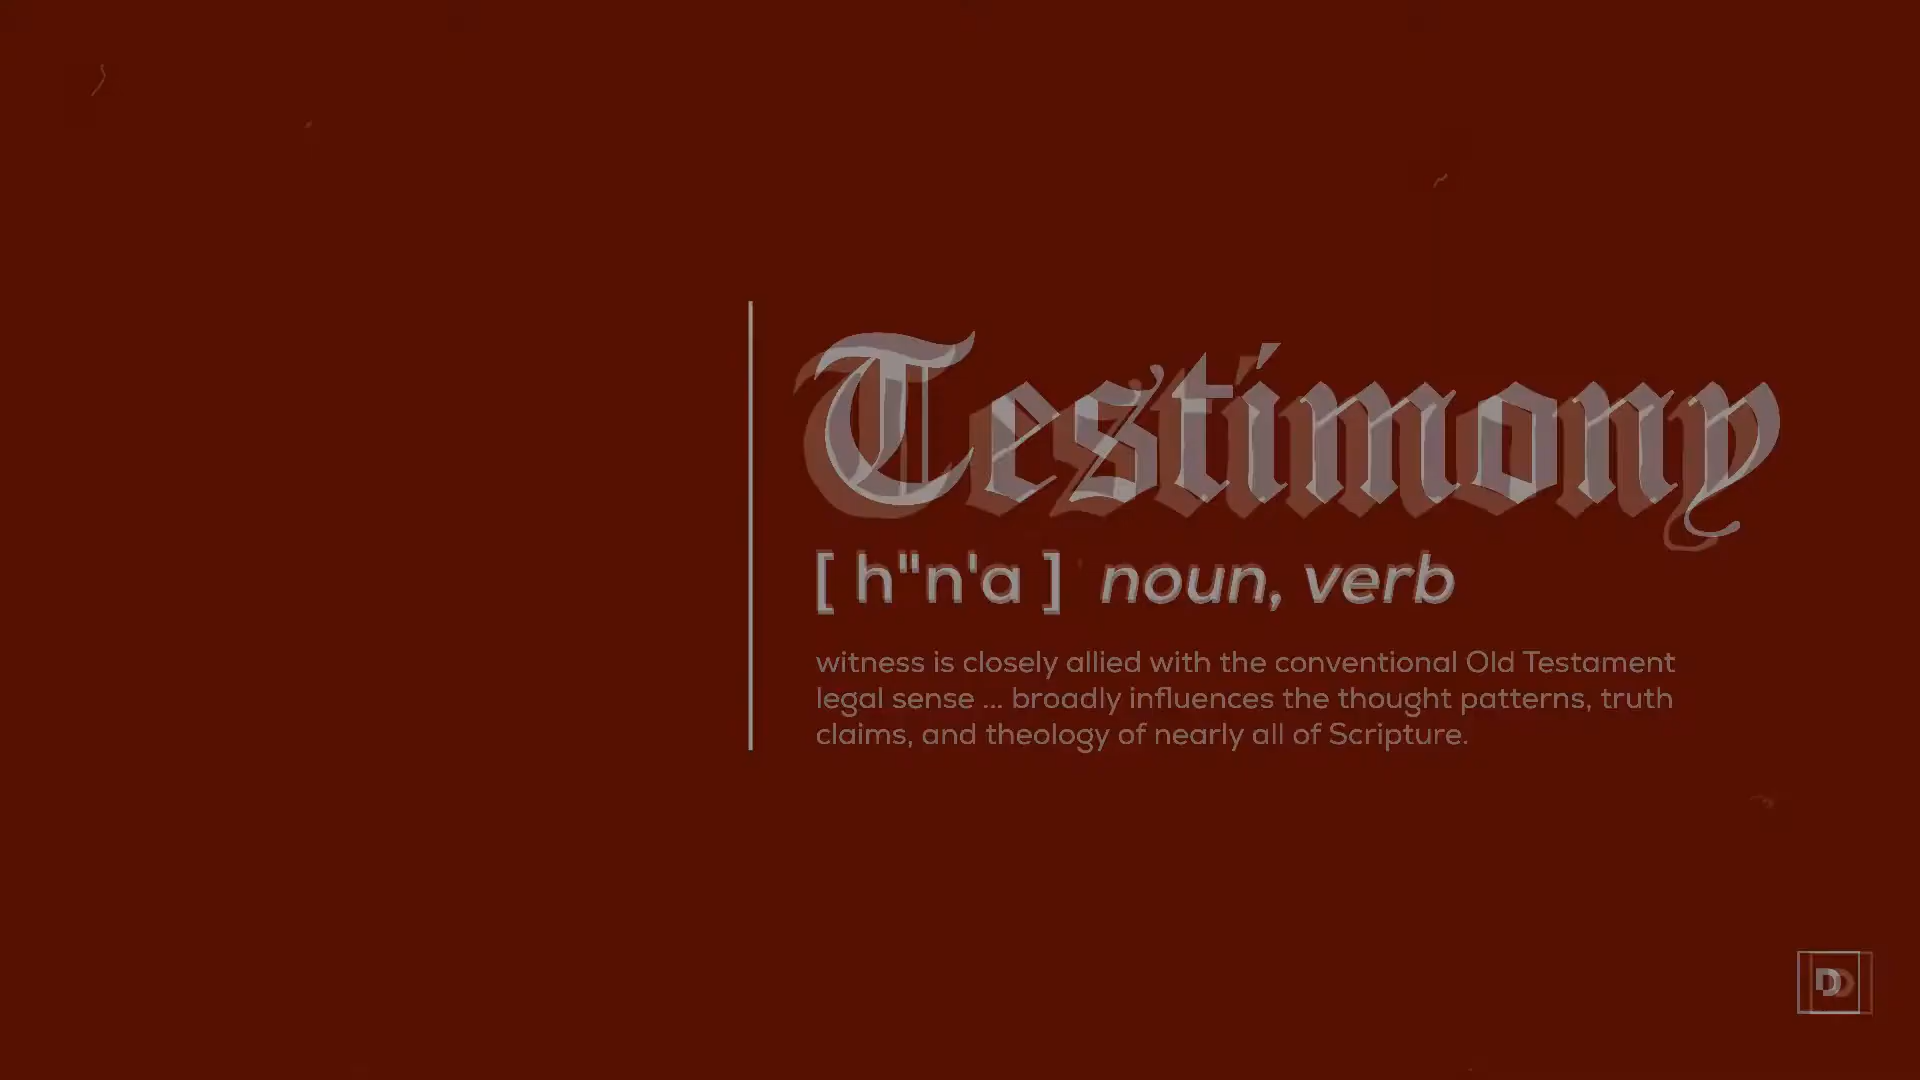 Testimony
[ h"n'a ] noun, verb
witness is closely allied with the conventional Old Testament
legal sense ... broadly influences the thought patterns, truth
claims, and theology of nearly all of Scripture.
D